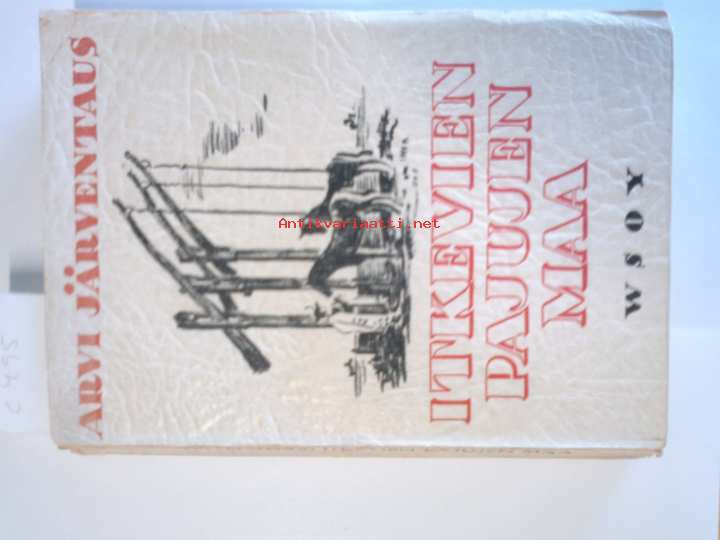 ARVI JÄRVENTAUS
ITKEVIEN
PAJUJEN
MAA
WSOY
Antikvariaatti.net